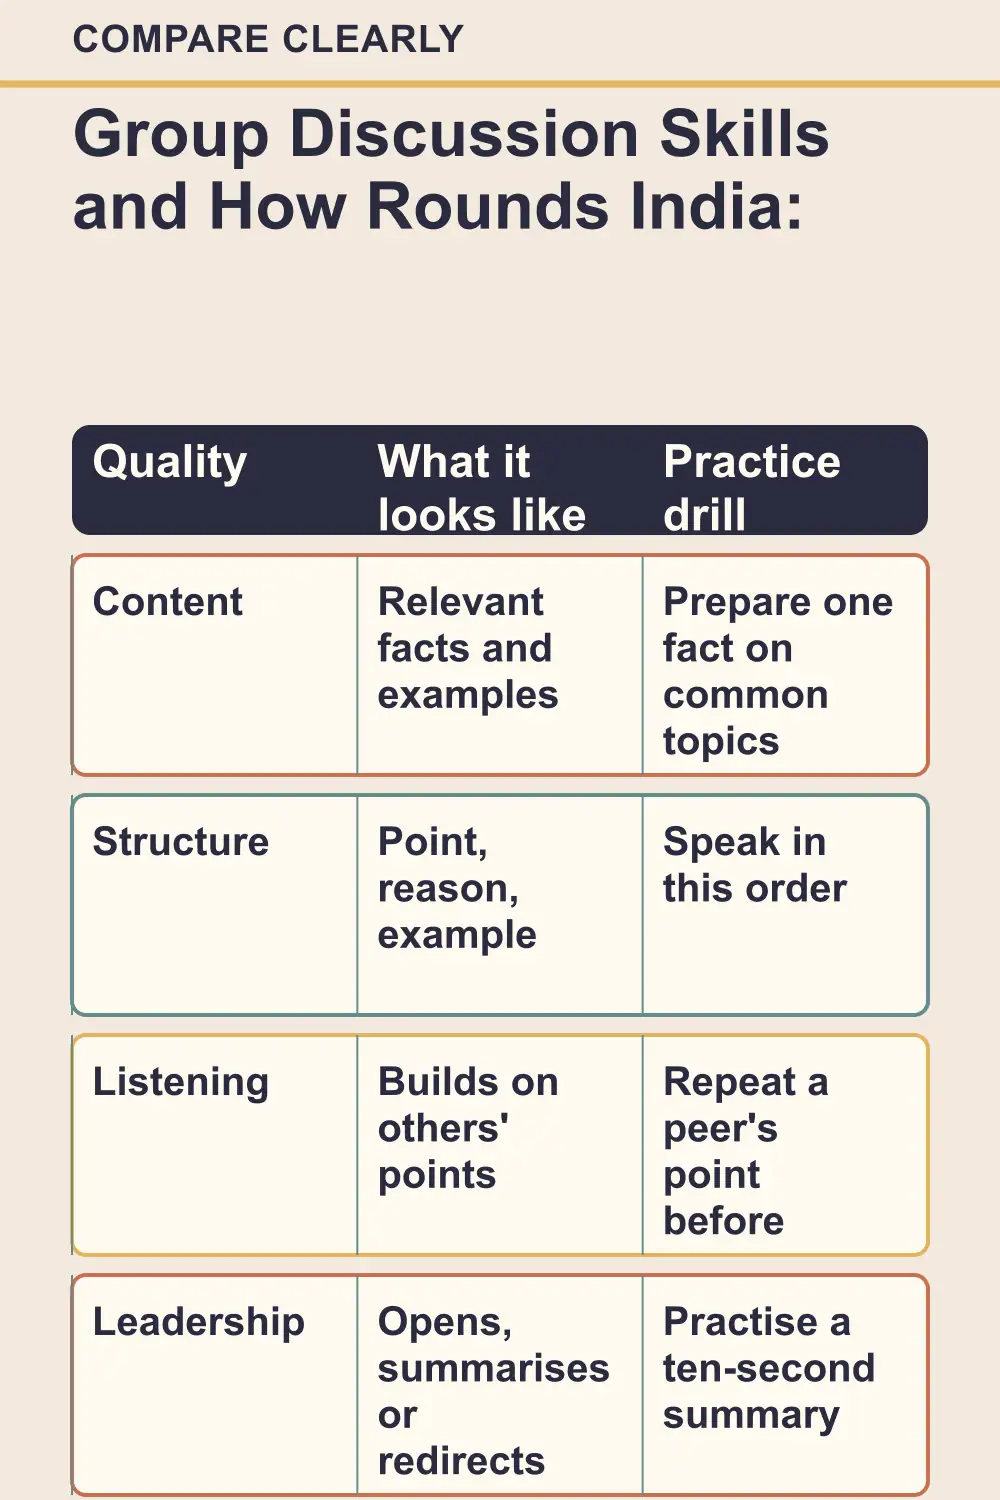 COMPARE CLEARLY
Group Discussion Skills
and How Rounds India:
Quality
What it
looks like
Practice
drill
Content
Relevant
facts and
examples
Prepare one
fact on
common
topics
Structure
Point,
reason,
example
Speak in
this order
Listening
Builds on
others'
points
Repeat a
peer's
point
before
Leadership
Opens,
summarises
or
redirects
Practise a
ten-second
summary